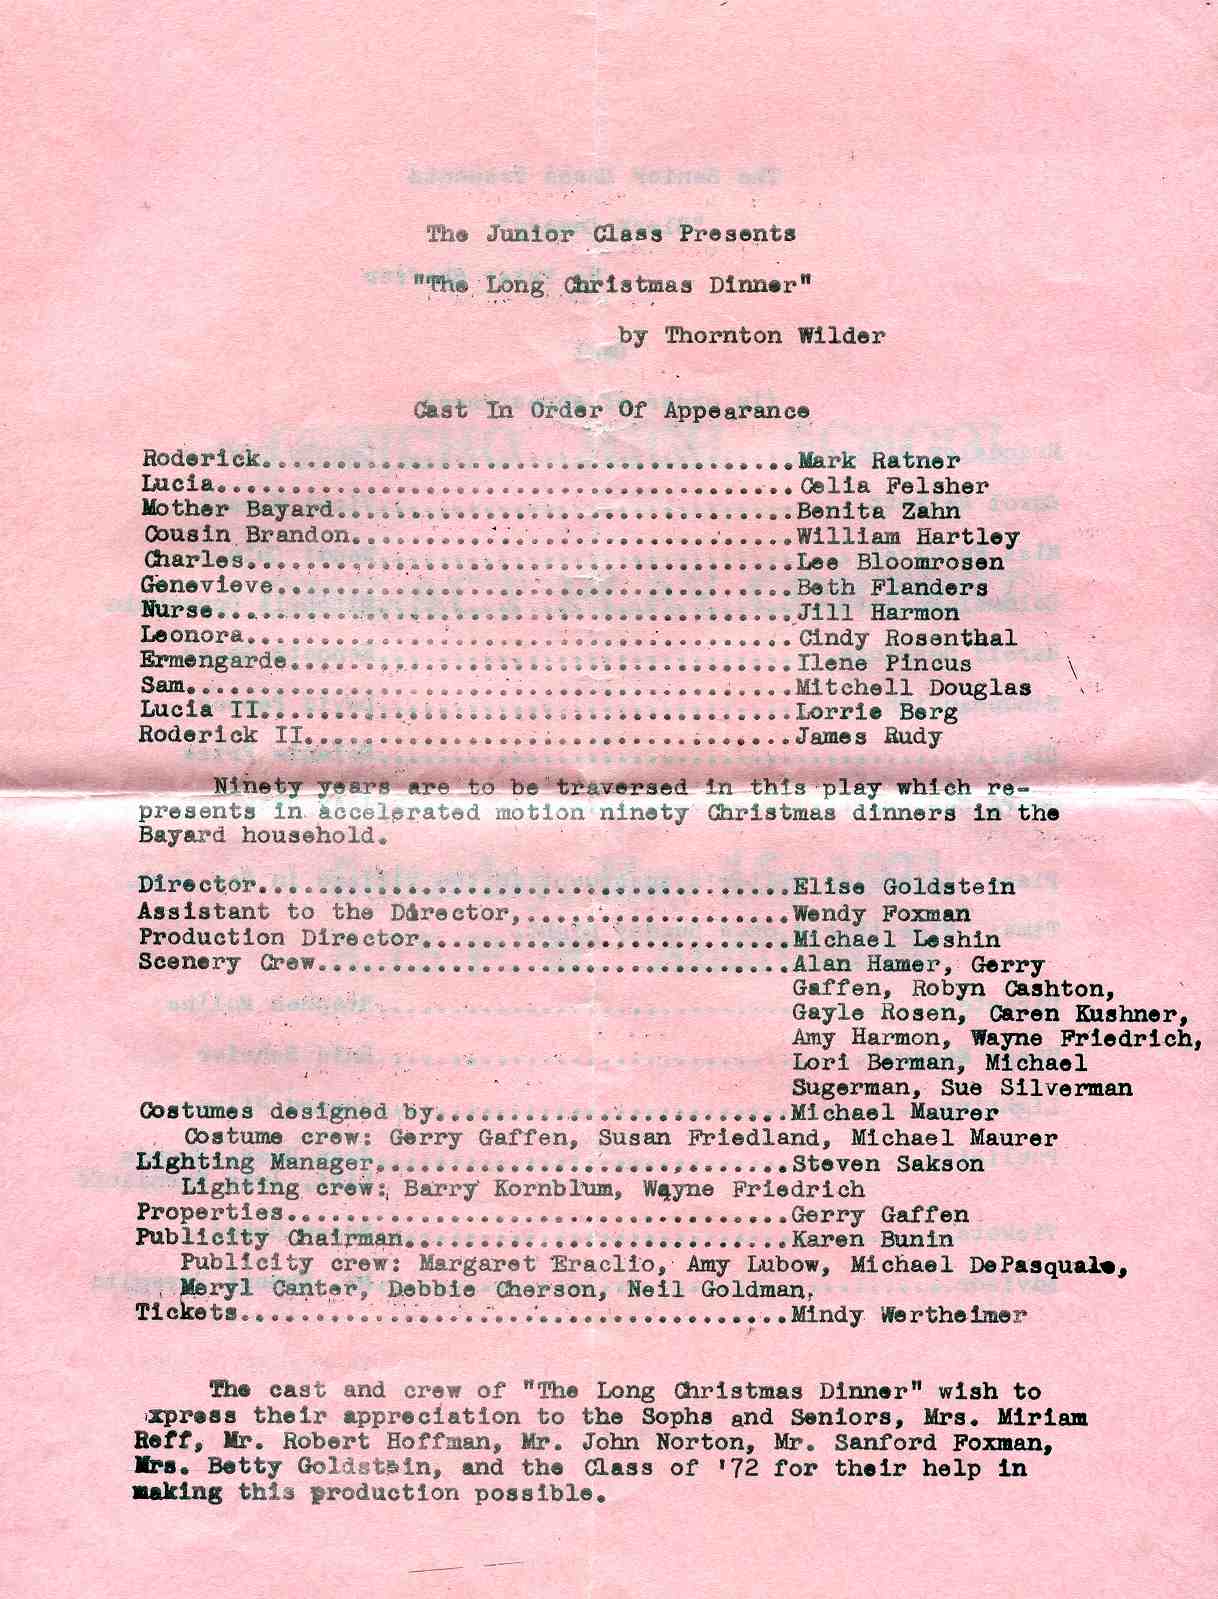 The Junior Class Presents
"The Long Christmas Dinner"
by Thornton Wilder
Cast In Order Of Appearance
Roderick....................................Mark Ratner
Lucia.......................................Celia Felsher
Mother Bayard...............................Benita Zahn
Cousin Brandon..............................William Hartley
Charles.....................................Lee Bloomrosen
Genevieve...................................Beth Flanders
Nurse.......................................Jill Harmon
Leonora.....................................Cindy Rosenthal
Ermengarde..................................Ilene Pincus
Sam.........................................Mitchell Douglas
Lucia II....................................Lorrie Berg
Roderick II.................................James Rudy
Ninety years are to be traversed in this play which re-
presents in accelerated motion ninety Christmas dinners in the
Bayard household.
Director....................................Elise Goldstein
Assistant to the Director,..................Wendy Foxman
Production Director.........................Michael Leshin
Scenery Crew................................Alan Hamer, Gerry
Gaffen, Robyn Cashton,
Gayle Rosen, Caren Kushner,
Amy Harmon, Wayne Friedrich,
Lori Berman, Michael
Sugerman, Sue Silverman
Costumes designed by........................Michael Maurer
Costume crew: Gerry Gaffen, Susan Friedland, Michael Maurer
Lighting Manager............................Steven Sakson
Lighting crew: Barry Kornblum, Wayne Friedrich
Properties..................................Gerry Gaffen
Publicity Chairman..........................Karen Bunin
Publicity crew: Margaret Eraclio, Amy Lubow, Michael DePasquale,
Meryl Canter, Debbie Cherson, Neil Goldman,
Tickets.....................................Mindy Wertheimer
The cast and crew of "The Long Christmas Dinner" wish to
xpress their appreciation to the Sophs and Seniors, Mrs. Miriam
Reff, Mr. Robert Hoffman, Mr. John Norton, Mr. Sanford Foxman,
Mrs. Betty Goldstein, and the Class of '72 for their help in
making this production possible.